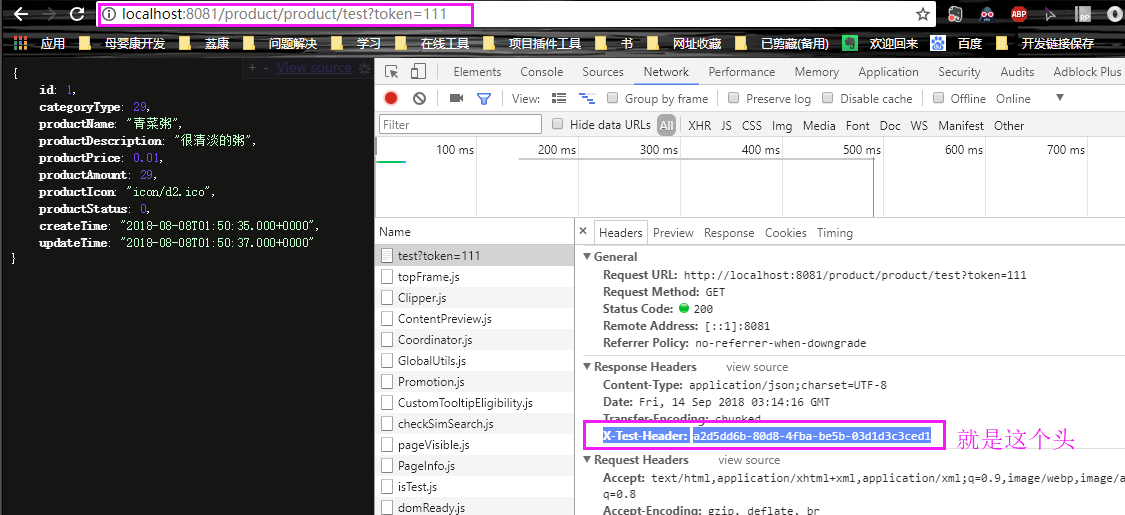 localhost:8081/product/product/test?token=111
ABP
RP
应用 母婴康开发 荩康 问题解决 学习 在线工具 项目插件工具 书 网址收藏 已剪藏(备用) 欢迎回来 百度 开发链接保存
+ - View source
{
id: 1,
categoryType: 29,
productName: "青菜粥",
productDescription: "很清淡的粥",
productPrice: 0.01,
productAmount: 29,
productIcon: "icon/d2.ico",
productStatus: 0,
createTime: "2018-08-08T01:50:35.000+0000",
updateTime: "2018-08-08T01:50:37.000+0000"
}
Elements Console Sources Network Performance Memory Application Security Audits Adblock Plus
View: Group by frame Preserve log Disable cache Offline Online
Filter Hide data URLs All XHR JS CSS Img Media Font Doc WS Manifest Other
100 ms 200 ms 300 ms 400 ms 500 ms 600 ms 700 ms
Name
test?token=111
topFrame.js
Clipper.js
ContentPreview.js
Coordinator.js
GlobalUtils.js
Promotion.js
CustomTooltipEligibility.js
checkSimSearch.js
pageVisible.js
PageInfo.js
isTest.js
domReady.js
× Headers Preview Response Cookies Timing
General
Request URL: http://localhost:8081/product/product/test?token=111
Request Method: GET
Status Code: 200
Remote Address: [::1]:8081
Referrer Policy: no-referrer-when-downgrade
Response Headers view source
Content-Type: application/json;charset=UTF-8
Date: Fri, 14 Sep 2018 03:14:16 GMT
Transfer-Encoding: chunked
X-Test-Header: a2d5dd6b-80d8-4fba-be5b-03d1d3c3ced1
就是这个头
Request Headers view source
Accept: text/html,application/xhtml+xml,application/xml;q=0.9,image/webp,image/a
q=0.8
Accept-Encoding: gzip, deflate, br